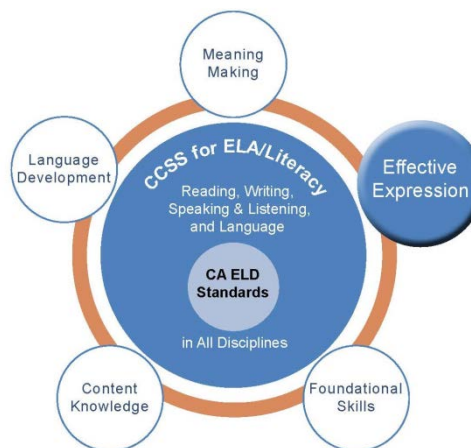 Meaning
Making
Language
Development
Effective
Expression
CCSS for ELA/Literacy
Reading, Writing,
Speaking & Listening,
and Language
CA ELD
Standards
in All Disciplines
Content
Knowledge
Foundational
Skills